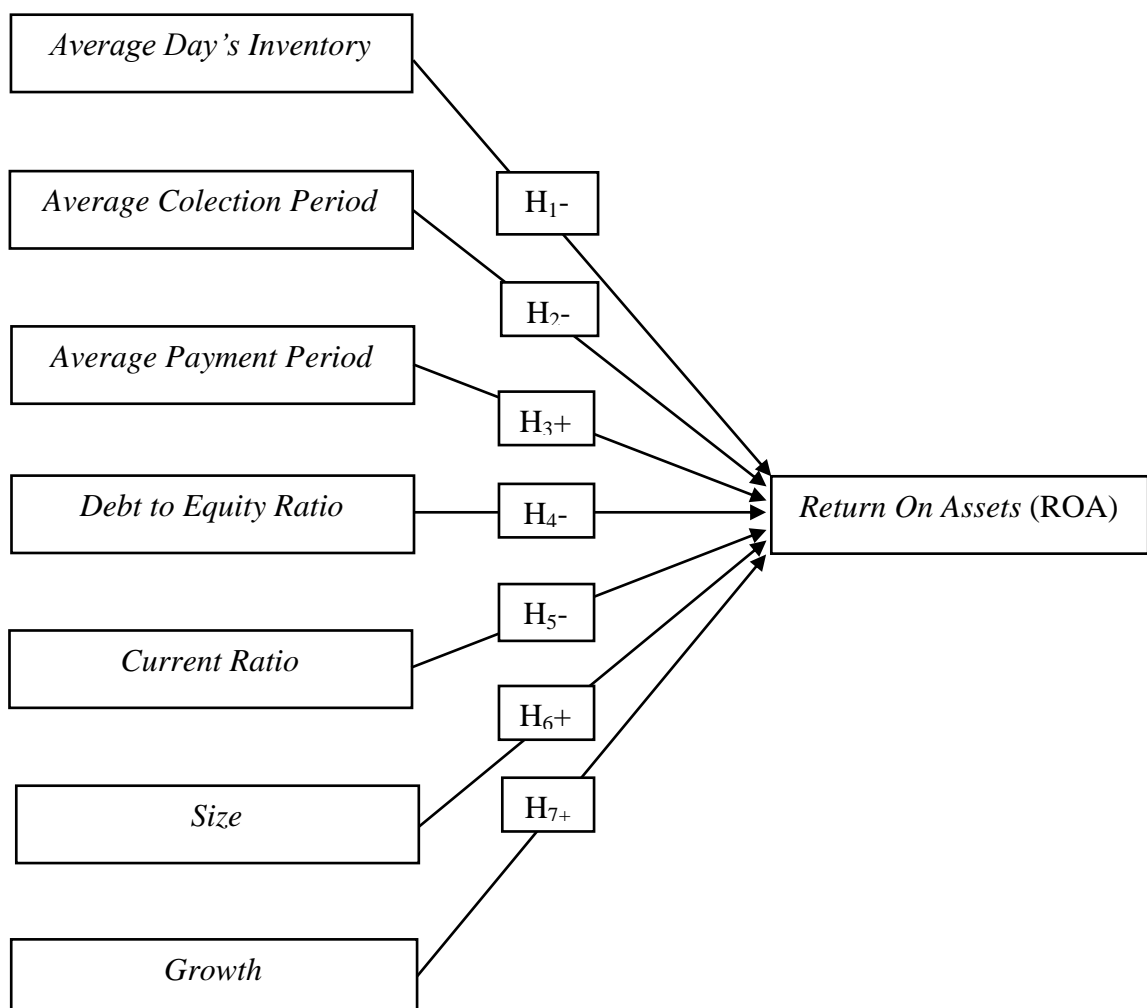 Average Day's Inventory
Average Colection Period
H₁-
H₂-
Average Payment Period
H₃+
Debt to Equity Ratio
H₄-
Return On Assets (ROA)
H₅-
Current Ratio
H₆+
Size
H₇+
Growth